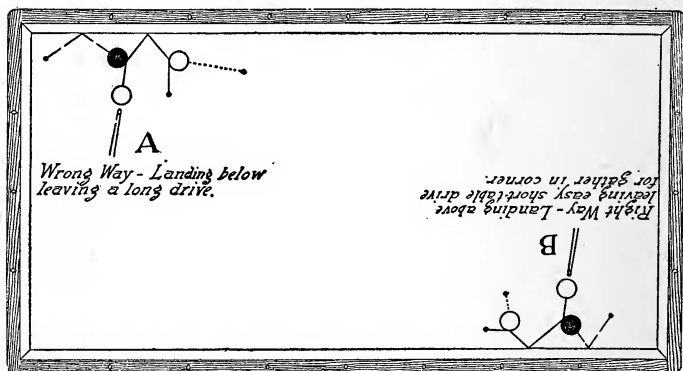 A
Wrong Way - Landing below
leaving a long drive.
B
Right Way - Landing above
leaving easy short-table drive
for gather in corner.